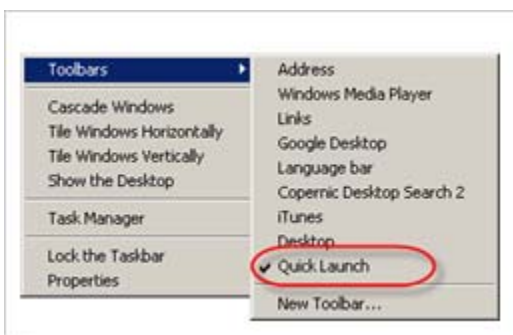 Toolbars
Cascade Windows
Tile Windows Horizontally
Tile Windows Vertically
Show the Desktop
Task Manager
Lock the Taskbar
Properties
Address
Windows Media Player
Links
Google Desktop
Language bar
Copernic Desktop Search 2
iTunes
Desktop
Quick Launch
New Toolbar...